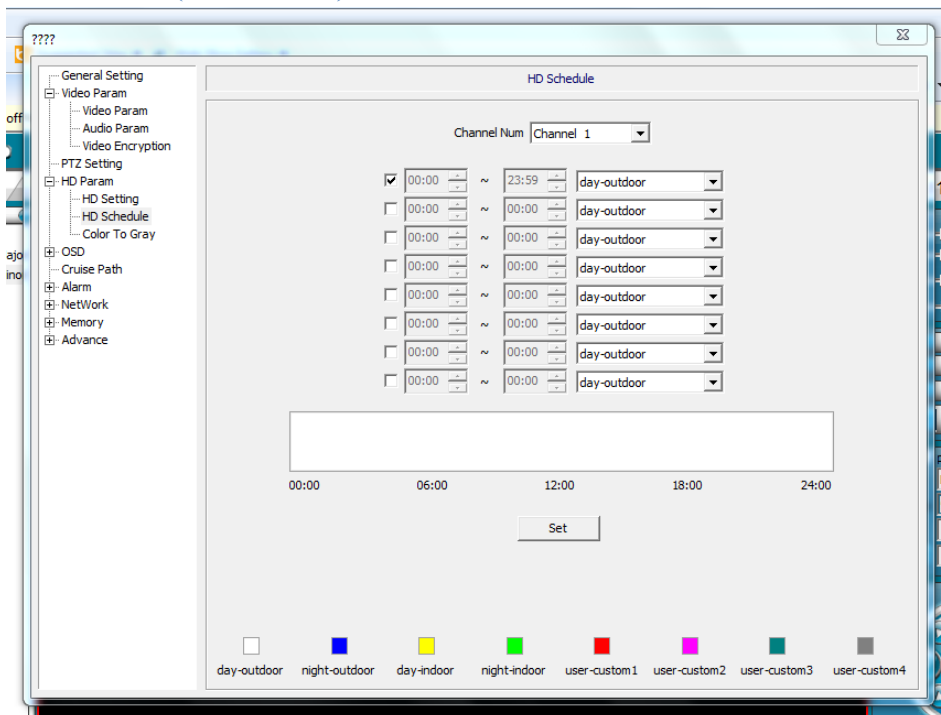 ????
off
ajo
ino
General Setting
Video Param
Video Param
Audio Param
Video Encryption
PTZ Setting
HD Param
HD Setting
HD Schedule
Color To Gray
OSD
Cruise Path
Alarm
NetWork
Memory
Advance
HD Schedule
Channel Num Channel 1
00:00 ~ 23:59 day-outdoor
00:00 ~ 00:00 day-outdoor
00:00 ~ 00:00 day-outdoor
00:00 ~ 00:00 day-outdoor
00:00 ~ 00:00 day-outdoor
00:00 ~ 00:00 day-outdoor
00:00 ~ 00:00 day-outdoor
00:00 ~ 00:00 day-outdoor
00:00 06:00 12:00 18:00 24:00
Set
day-outdoor night-outdoor day-indoor night-indoor user-custom1 user-custom2 user-custom3 user-custom4